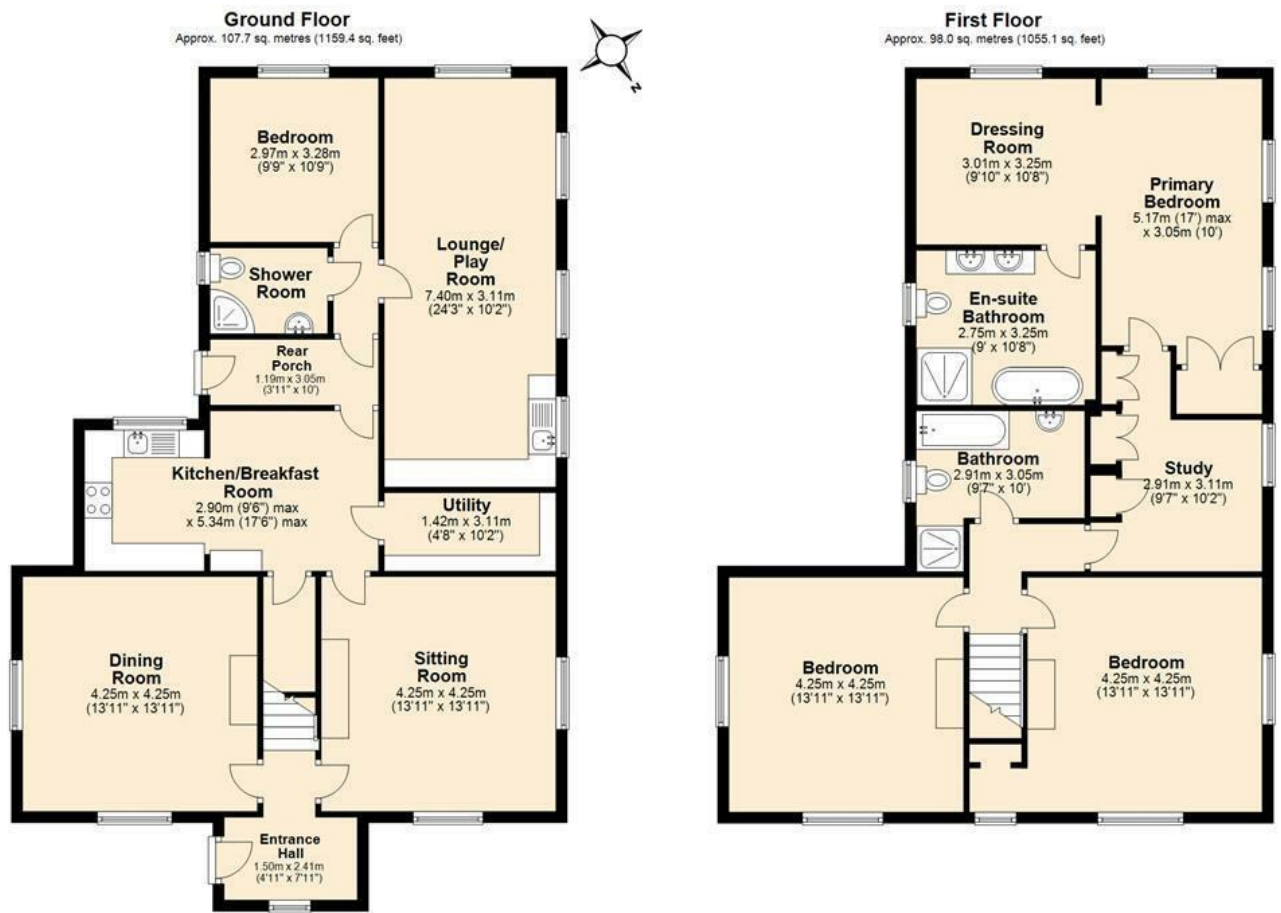 Ground Floor
Approx. 107.7 sq. metres (1159.4 sq. feet)
N
Bedroom
2.97m x 3.28m
(9'9" x 10'9")
Lounge/
Play
Room
7.40m x 3.11m
(24'3" x 10'2")
Shower
Room
Rear
Porch
1.19m x 3.05m
(3'11" x 10')
Kitchen/Breakfast
Room
2.90m (9'6") max
x 5.34m (17'6") max
Utility
1.42m x 3.11m
(4'8" x 10'2")
Dining
Room
4.25m x 4.25m
(13'11" x 13'11")
Sitting
Room
4.25m x 4.25m
(13'11" x 13'11")
Entrance
Hall
1.50m x 2.41m
(4'11" x 7'11")
First Floor
Approx. 98.0 sq. metres (1055.1 sq. feet)
Dressing
Room
3.01m x 3.25m
(9'10" x 10'8")
Primary
Bedroom
5.17m (17') max
x 3.05m (10')
En-suite
Bathroom
2.75m x 3.25m
(9' x 10'8")
Bathroom
2.91m x 3.05m
(9'7" x 10')
Study
2.91m x 3.11m
(9'7" x 10'2")
Bedroom
4.25m x 4.25m
(13'11" x 13'11")
Bedroom
4.25m x 4.25m
(13'11" x 13'11")